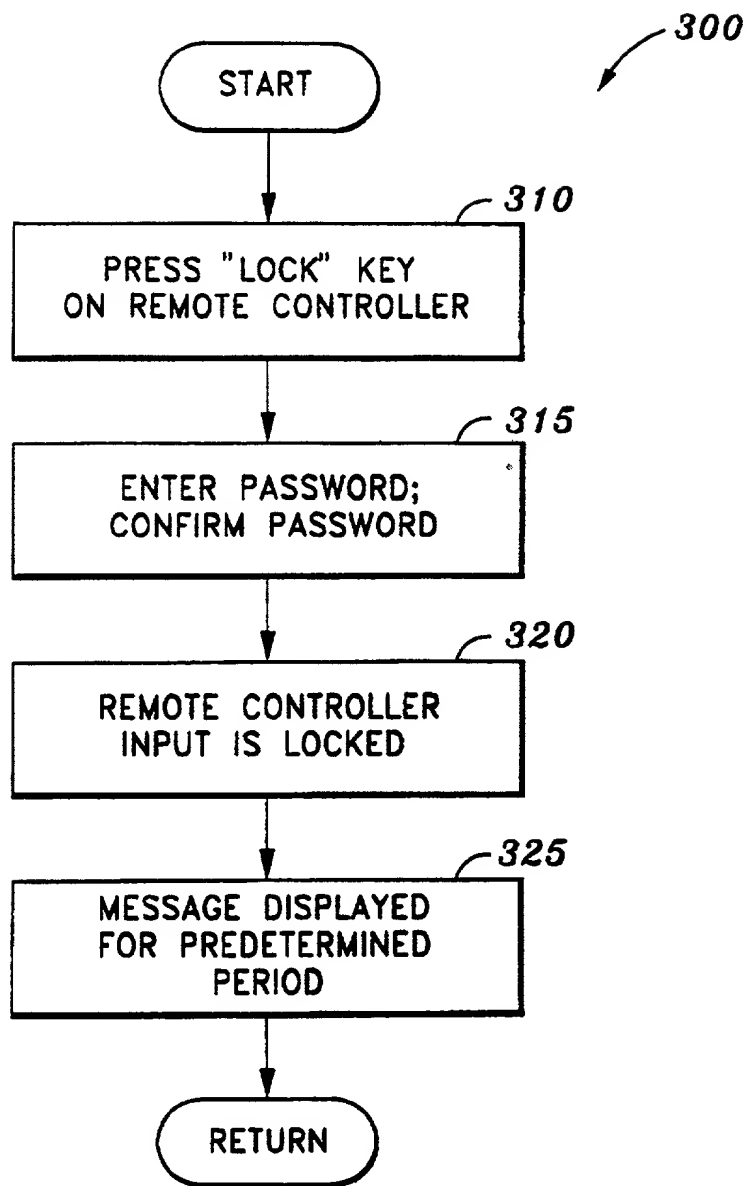 300
START
310
PRESS "LOCK" KEY
ON REMOTE CONTROLLER
315
ENTER PASSWORD;
CONFIRM PASSWORD
320
REMOTE CONTROLLER
INPUT IS LOCKED
325
MESSAGE DISPLAYED
FOR PREDETERMINED
PERIOD
RETURN